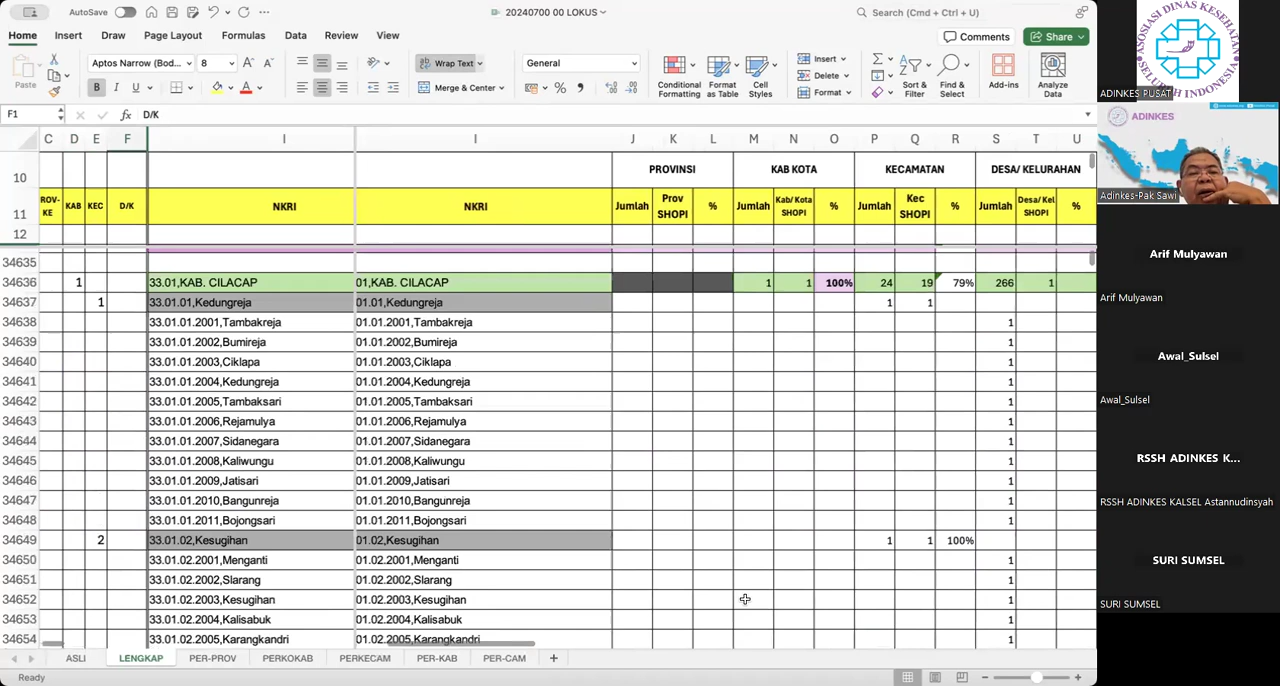 AutoSave
20240700 00 LOKUS
Search (Cmd + Ctrl + U)
Home Insert Draw Page Layout Formulas Data Review View Comments Share
Paste
Aptos Narrow (Bod... 8
B I U
Wrap Text
Merge & Center
General
Conditional Formatting
Format as Table
Cell Styles
Insert
Delete
Format
Sort & Filter
Find & Select
Add-ins
Analyze Data
F1 fx D/K
C D E F I I J K L M N O P Q R S T U
10 PROVINSI KAB KOTA KECAMATAN DESA/ KELURAHAN
11 ROV-KE KAB KEC D/K NKRI NKRI Jumlah Prov SHOPI % Jumlah Kab/ Kota SHOPI % Jumlah Kec SHOPI % Jumlah Desa/ Kel SHOPI %
12
34635
34636 1 33.01,KAB. CILACAP 01,KAB. CILACAP 1 1 100% 24 19 79% 266 1
34637 1 33.01.01,Kedungreja 01.01,Kedungreja 1 1
34638 33.01.01.2001,Tambakreja 01.01.2001,Tambakreja 1
34639 33.01.01.2002,Bumireja 01.01.2002,Bumireja 1
34640 33.01.01.2003,Ciklapa 01.01.2003,Ciklapa 1
34641 33.01.01.2004,Kedungreja 01.01.2004,Kedungreja 1
34642 33.01.01.2005,Tambaksari 01.01.2005,Tambaksari 1
34643 33.01.01.2006,Rejamulya 01.01.2006,Rejamulya 1
34644 33.01.01.2007,Sidanegara 01.01.2007,Sidanegara 1
34645 33.01.01.2008,Kaliwungu 01.01.2008,Kaliwungu 1
34646 33.01.01.2009,Jatisari 01.01.2009,Jatisari 1
34647 33.01.01.2010,Bangunreja 01.01.2010,Bangunreja 1
34648 33.01.01.2011,Bojongsari 01.01.2011,Bojongsari 1
34649 2 33.01.02,Kesugihan 01.02,Kesugihan 1 1 100%
34650 33.01.02.2001,Menganti 01.02.2001,Menganti 1
34651 33.01.02.2002,Slarang 01.02.2002,Slarang 1
34652 33.01.02.2003,Kesugihan 01.02.2003,Kesugihan 1
34653 33.01.02.2004,Kalisabuk 01.02.2004,Kalisabuk 1
34654 33.01.02.2005,Karangkandri 01.02.2005,Karangkandri 1
ASLI LENGKAP PER-PROV PERKOKAB PERKECAM PER-KAB PER-CAM
Ready
ASOSIASI DINAS KESEHATAN SELURUH INDONESIA
ADINKES PUSAT
ADINKES
Adinkes-Pak Sawi
Arif Mulyawan
Arif Mulyawan
Awal_Sulsel
Awal_Sulsel
RSSH ADINKES K...
RSSH ADINKES KALSEL Astannudinsyah
SURI SUMSEL
SURI SUMSEL